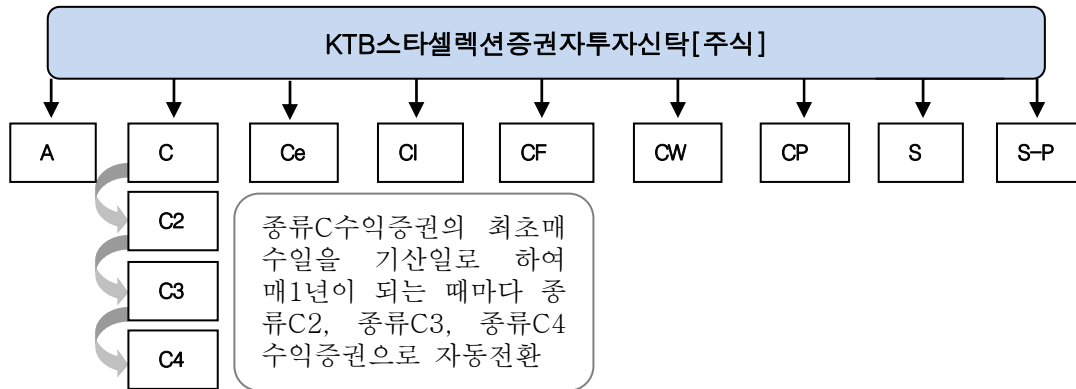 KTB스타셀렉션증권자투자신탁[주식]
A
C
Ce
CI
CF
CW
CP
S
S-P
C2
C3
C4
종류C수익증권의 최초매
수일을 기산일로 하여
매1년이 되는 때마다 종
류C2, 종류C3, 종류C4
수익증권으로 자동전환